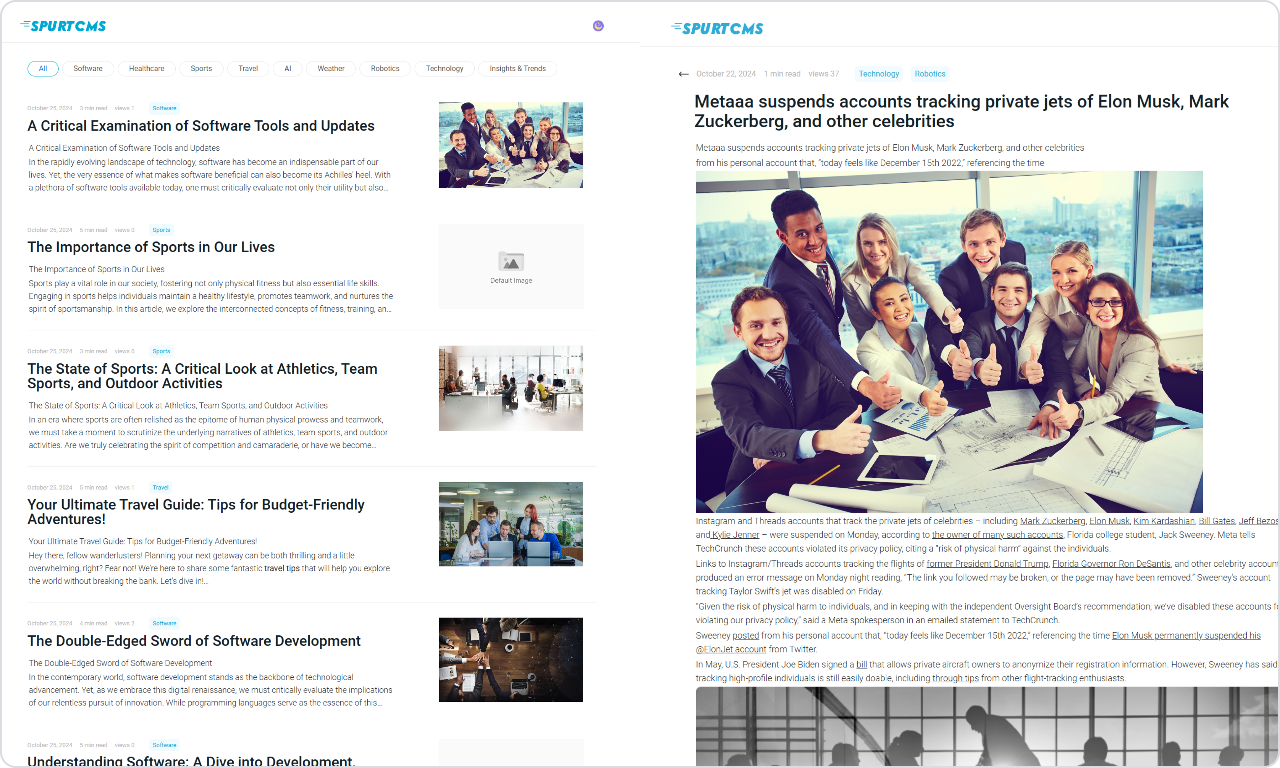 SPURTCMS
All
Software
Healthcare
Sports
Travel
AI
Weather
Robotics
Technology
Insights & Trends
October 25, 2024 3 min read views 1 Software
A Critical Examination of Software Tools and Updates
A Critical Examination of Software Tools and Updates
In the rapidly evolving landscape of technology, software has become an indispensable part of our
lives. Yet, the very essence of what makes software beneficial can also become its Achilles' heel. With
a plethora of software tools available today, one must critically evaluate not only their utility but also...
October 25, 2024 5 min read views 0 Sports
The Importance of Sports in Our Lives
The Importance of Sports in Our Lives
Sports play a vital role in our society, fostering not only physical fitness but also essential life skills.
Engaging in sports helps individuals maintain a healthy lifestyle, promotes teamwork, and nurtures the
spirit of sportsmanship. In this article, we explore the interconnected concepts of fitness, training, an...
Default Image
October 25, 2024 3 min read views 0 Sports
The State of Sports: A Critical Look at Athletics, Team
Sports, and Outdoor Activities
The State of Sports: A Critical Look at Athletics, Team Sports, and Outdoor Activities
In an era where sports are often relished as the epitome of human physical prowess and teamwork,
we must take a moment to scrutinize the underlying narratives of athletics, team sports, and outdoor
activities. Are we truly celebrating the spirit of competition and camaraderie, or have we become...
October 25, 2024 5 min read views 1 Travel
Your Ultimate Travel Guide: Tips for Budget-Friendly
Adventures!
Your Ultimate Travel Guide: Tips for Budget-Friendly Adventures!
Hey there, fellow wanderlusters! Planning your next getaway can be both thrilling and a little
overwhelming, right? Fear not! We're here to share some fantastic travel tips that will help you explore
the world without breaking the bank. Let's dive in!...
October 25, 2024 4 min read views 2 Software
The Double-Edged Sword of Software Development
The Double-Edged Sword of Software Development
In the contemporary world, software development stands as the backbone of technological
advancement. Yet, as we embrace this digital renaissance, we must critically evaluate the implications
of our relentless pursuit of innovation. While programming languages serve as the essence of this...
October 25, 2024 5 min read views 0 Software
Understanding Software: A Dive into Development,
SPURTCMS
October 22, 2024 1 min read views 37 Technology Robotics
Metaaa suspends accounts tracking private jets of Elon Musk, Mark
Zuckerberg, and other celebrities
Metaaa suspends accounts tracking private jets of Elon Musk, Mark Zuckerberg, and other celebrities
from his personal account that, "today feels like December 15th 2022," referencing the time
Instagram and Threads accounts that track the private jets of celebrities – including Mark Zuckerberg, Elon Musk, Kim Kardashian, Bill Gates, Jeff Bezos
and Kylie Jenner – were suspended on Monday, according to the owner of many such accounts, Florida college student, Jack Sweeney. Meta tells
TechCrunch these accounts violated its privacy policy, citing a "risk of physical harm" against the individuals.
Links to Instagram/Threads accounts tracking the flights of former President Donald Trump, Florida Governor Ron DeSantis, and other celebrity accoun
produced an error message on Monday night reading, "The link you followed may be broken, or the page may have been removed." Sweeney's account
tracking Taylor Swift's jet was disabled on Friday.
"Given the risk of physical harm to individuals, and in keeping with the independent Oversight Board's recommendation, we've disabled these accounts f
violating our privacy policy," said a Meta spokesperson in an emailed statement to TechCrunch.
Sweeney posted from his personal account that, "today feels like December 15th 2022," referencing the time Elon Musk permanently suspended his
@ElonJet account from Twitter.
In May, U.S. President Joe Biden signed a bill that allows private aircraft owners to anonymize their registration information. However, Sweeney has said
tracking high-profile individuals is still easily doable, including through tips from other flight-tracking enthusiasts.